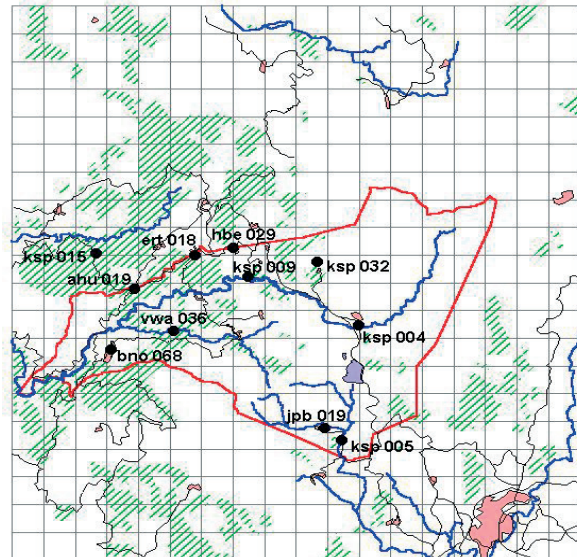 ert 018
hbe 029
ksp 015
ksp 009
ksp 032
ahu 019
vwa 036
ksp 004
bno 068
jpb 019
ksp 005